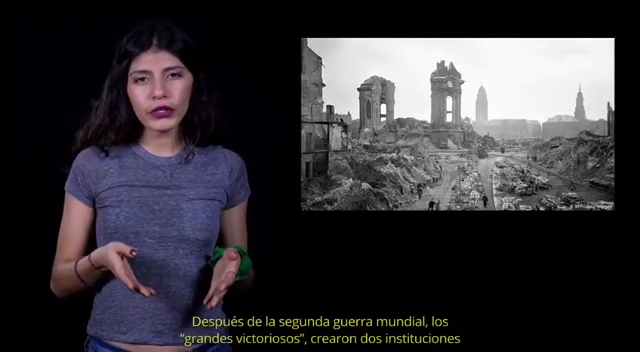 Después de la segunda guerra mundial, los
“grandes victoriosos”, crearon dos instituciones